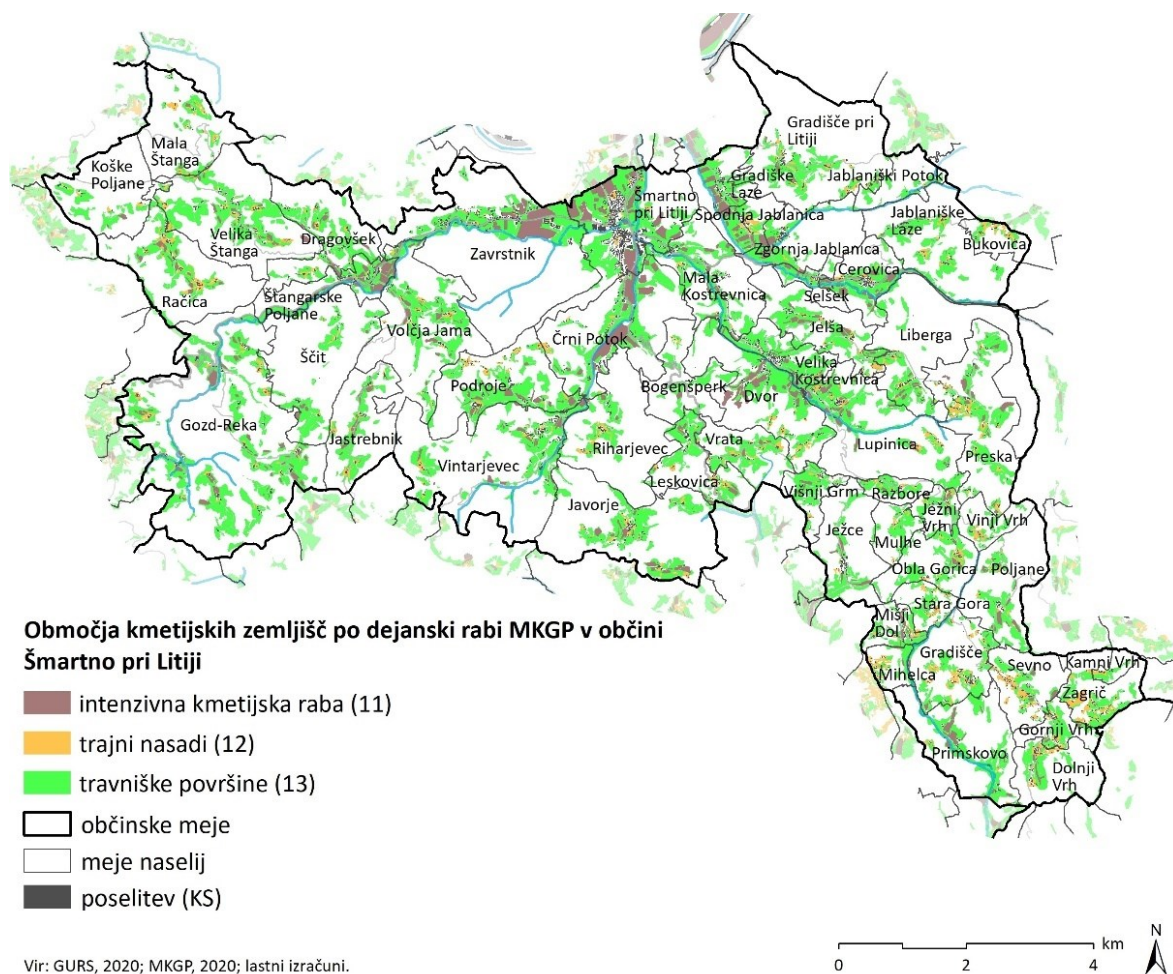 Gradišče pri
Litiji
Mala
Štanga
Koške
Poljane
Gradiške
Laze
Jablaniški Potok
Šmartno
pri Litiji
Spodnja Jablanica
Jablaniške
Laze
Bukovica
Velika
Štanga
Dragovšek
Zavrstnik
Zgornja Jablanica
Cerovica
Mala
Kostrevnica
Selšek
Račica
Štangarske
Poljane
Volčja Jama
Črni Potok
Jelša
Liberga
Ščit
Velika
Kostrevnica
Podroje
Bogenšperk
Dvor
Gozd-Reka
Jastrebnik
Riharjevec
Vrata
Lupinica
Preska
Vintarjevec
Leskovica
Višnji Grm
Razbore
Javorje
Ježni
Vrh
Vinji Vrh
Ježce
Mulhe
Obla Gorica
Poljane
Stara Gora
Mišji
Dol
Gradišče
Sevno
Kamni Vrh
Mihelca
Zagrič
Gornji Vrh
Primskovo
Dolnji
Vrh
Območja kmetijskih zemljišč po dejanski rabi MKGP v občini
Šmartno pri Litiji
intenzivna kmetijska raba (11)
trajni nasadi (12)
travniške površine (13)
občinske meje
meje naselij
poselitev (KS)
Vir: GURS, 2020; MKGP, 2020; lastni izračuni.
km
0 2 4
N